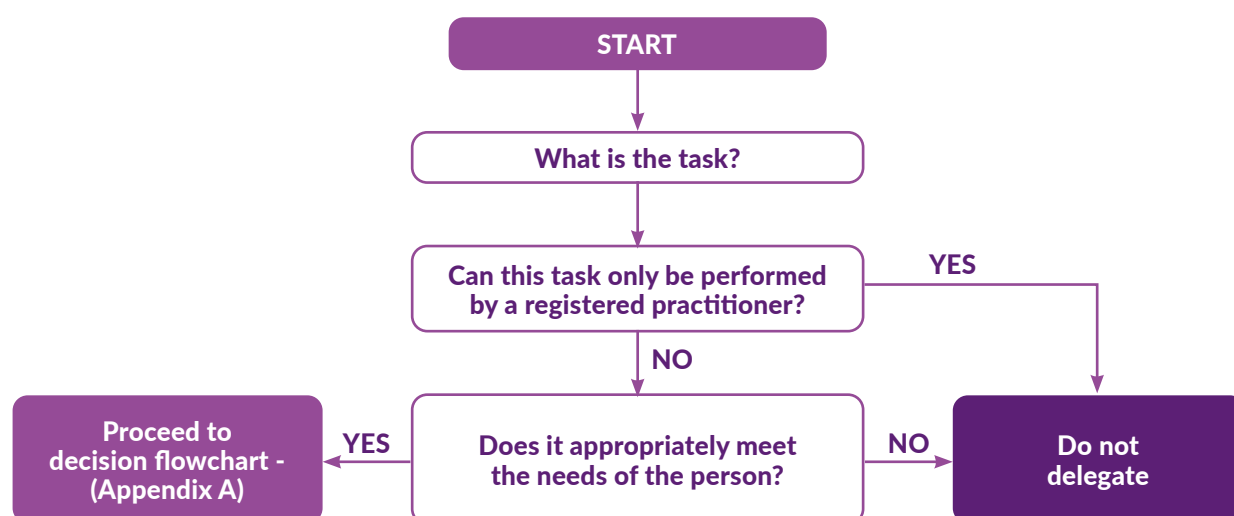 START
What is the task?
Can this task only be performed
by a registered practitioner?
YES
NO
Proceed to
decision flowchart -
(Appendix A)
YES
Does it appropriately meet
the needs of the person?
NO
Do not
delegate